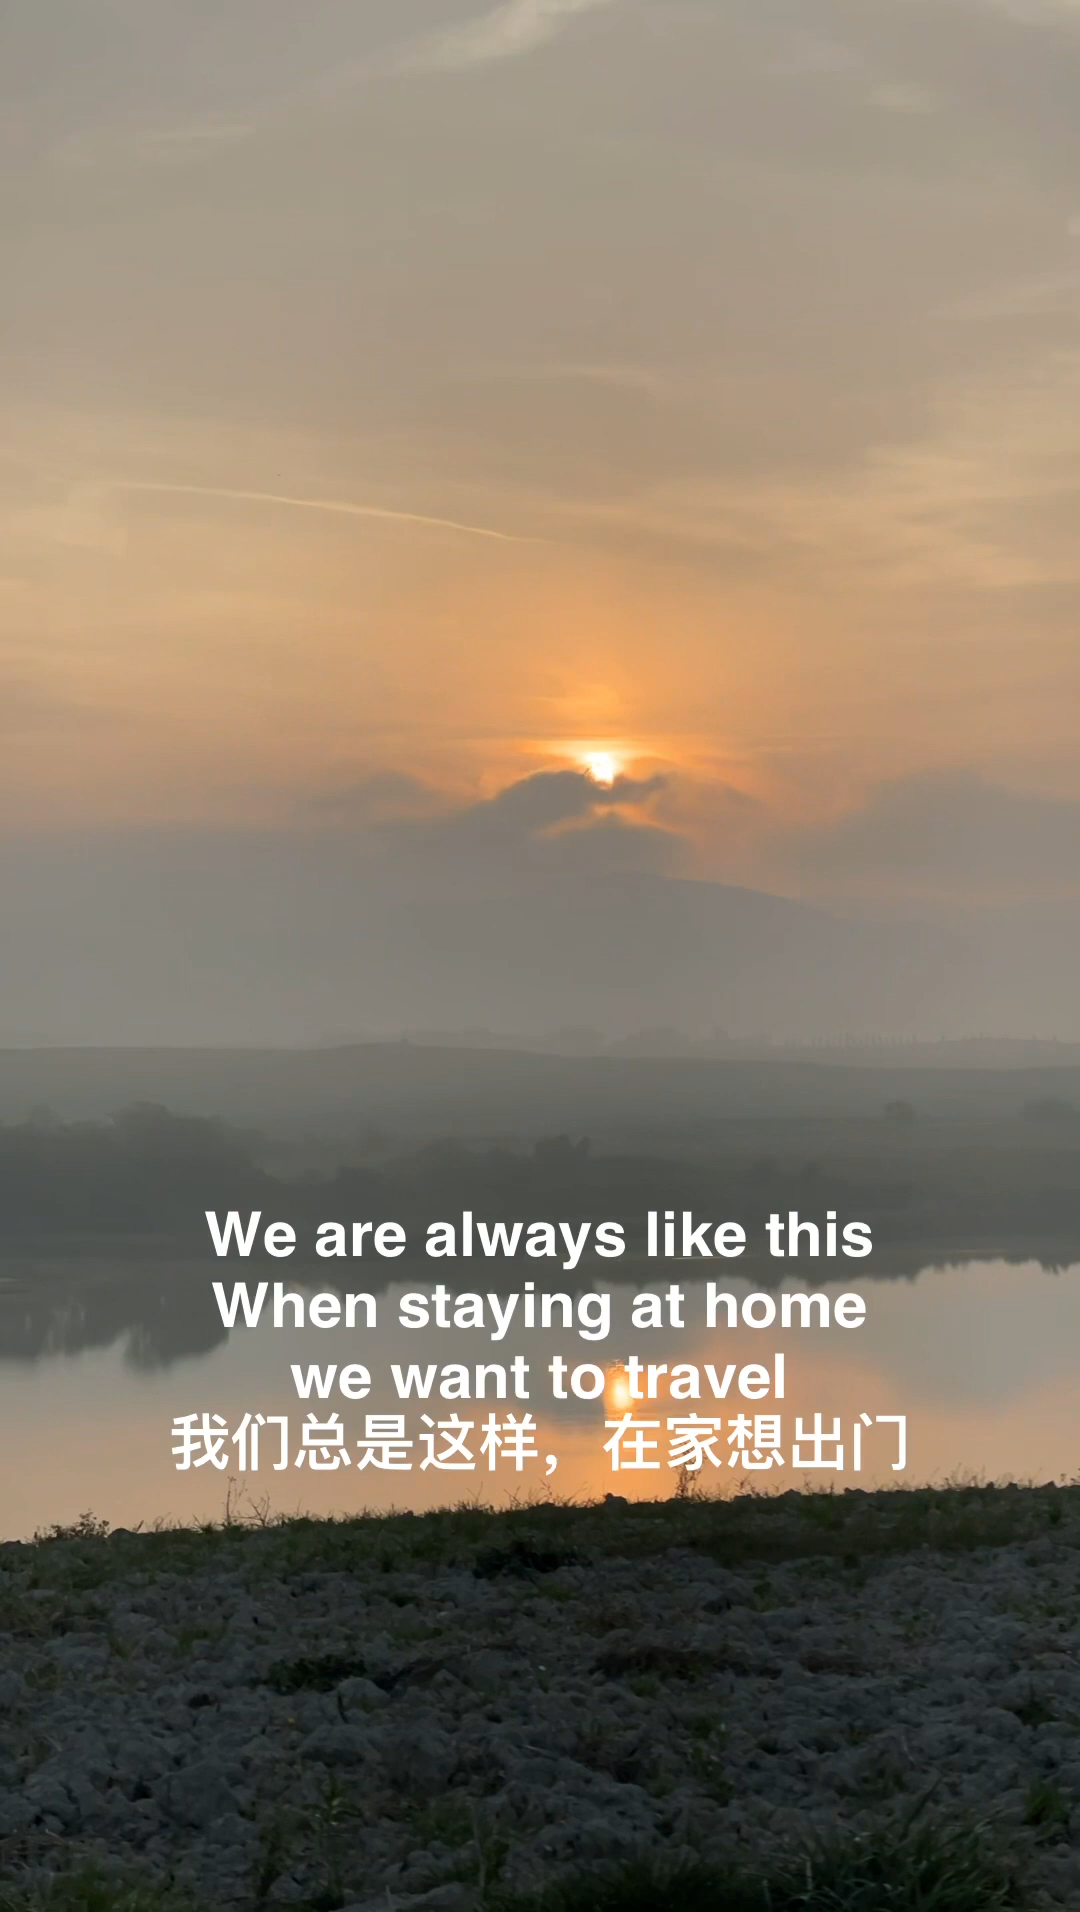 We are always like this
When staying at home
we want to travel
我们总是这样，在家想出门